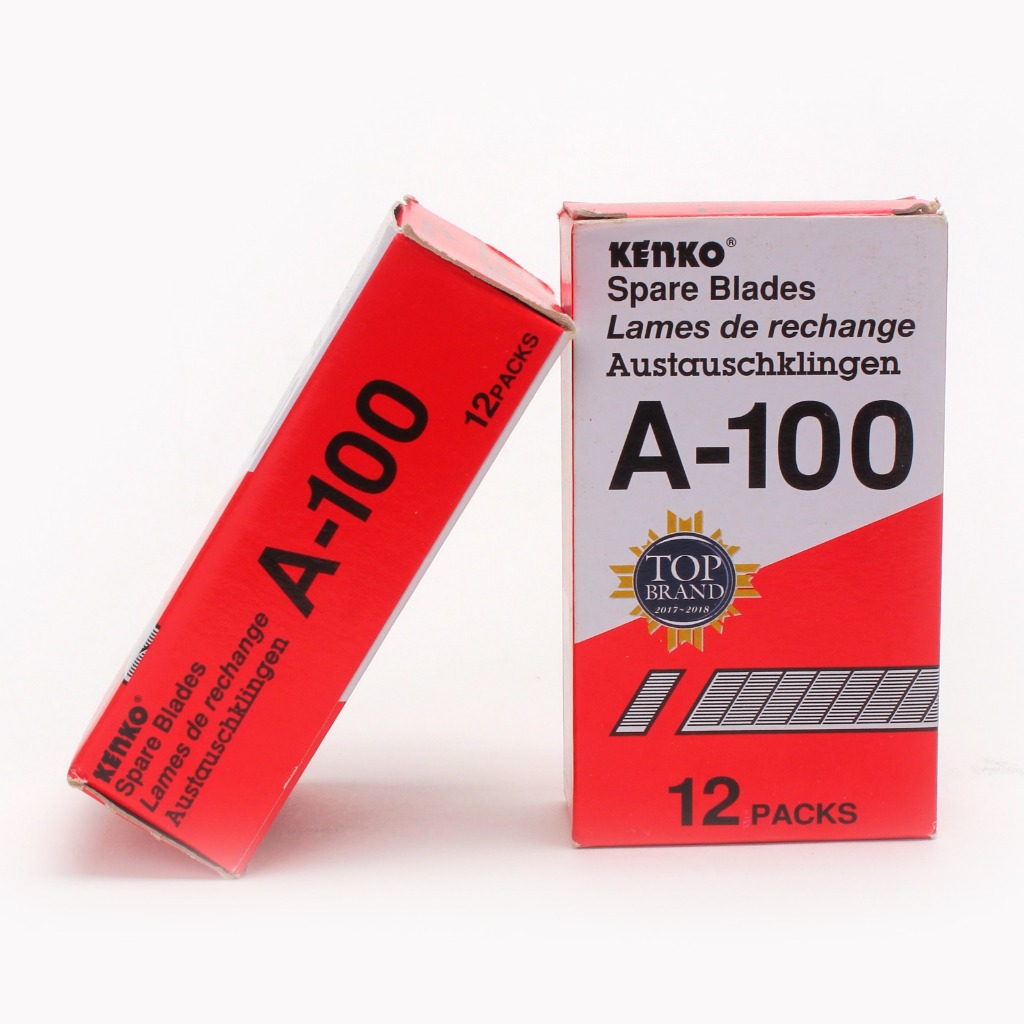 KENKO®
Spare Blades
Lames de rechange
Austauschklingen
A-100
12 PACKS
KENKO®
Spare Blades
Lames de rechange
Austauschklingen
A-100
TOP
BRAND
2017~2018
12 PACKS